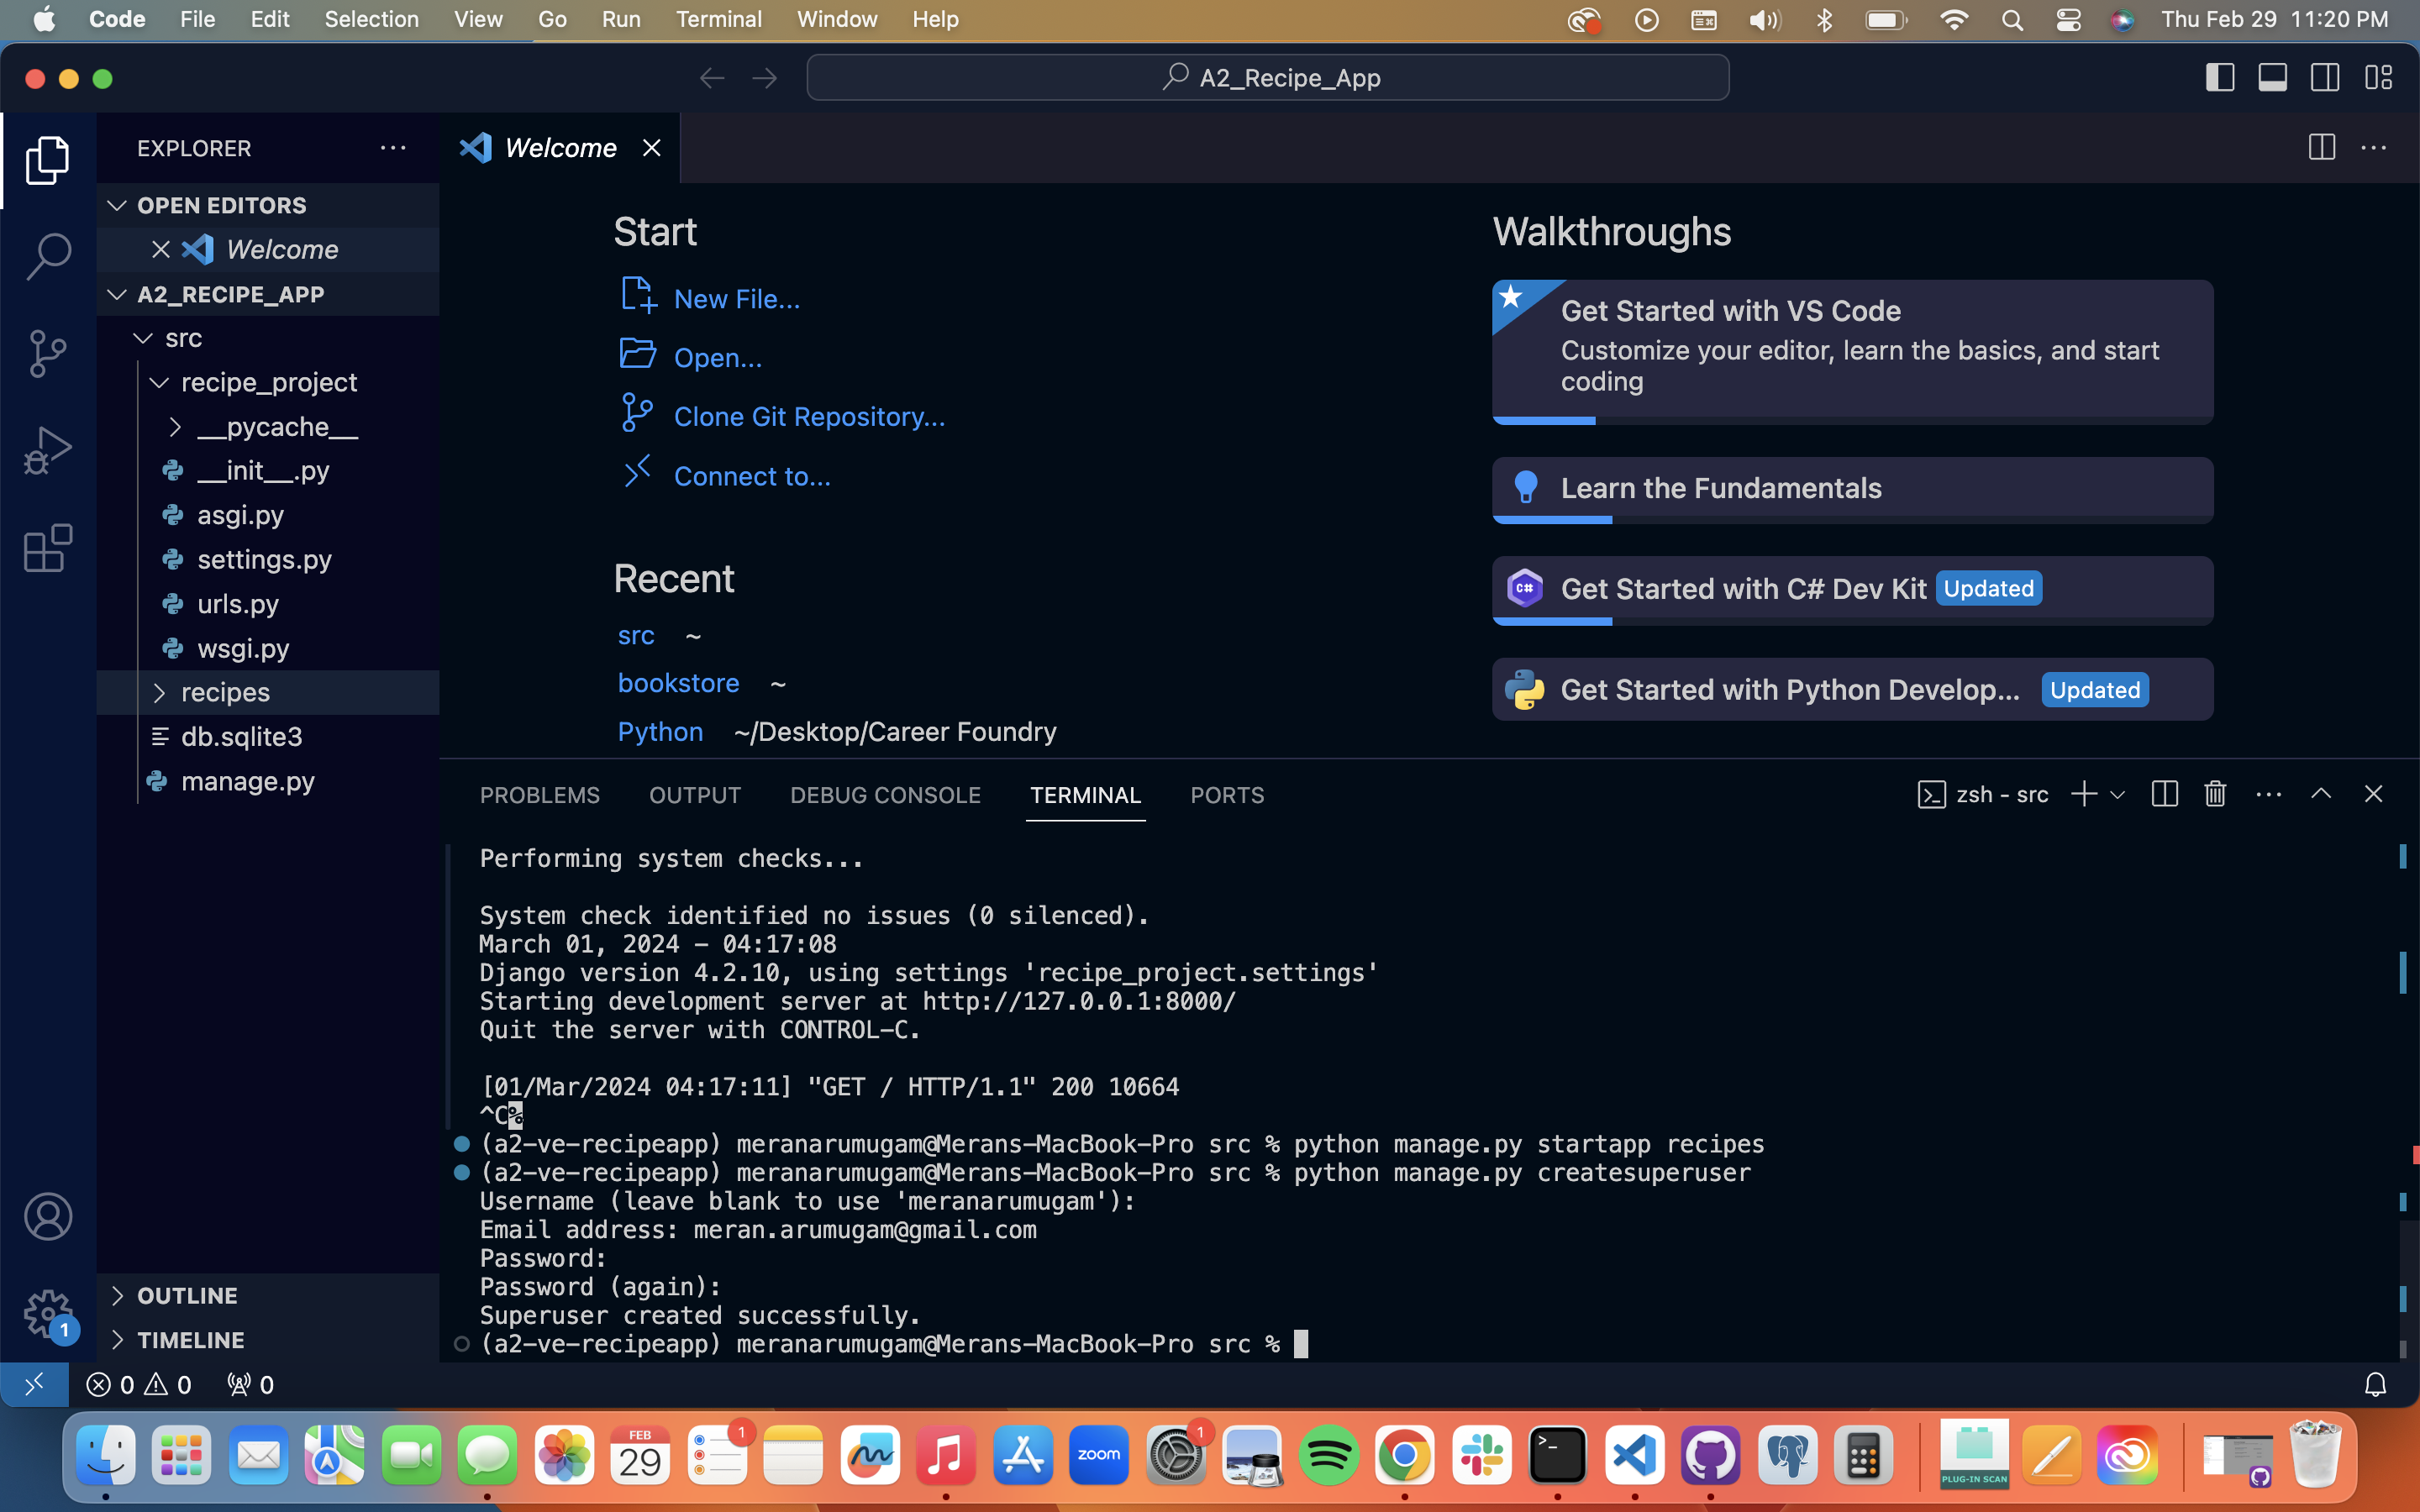 Code File Edit Selection View Go Run Terminal Window Help Thu Feb 29 11:20 PM
A2_Recipe_App
EXPLORER
Welcome
OPEN EDITORS
Welcome
A2_RECIPE_APP
src
recipe_project
__pycache__
__init__.py
asgi.py
settings.py
urls.py
wsgi.py
recipes
db.sqlite3
manage.py
OUTLINE
TIMELINE
Start
New File...
Open...
Clone Git Repository...
Connect to...
Recent
src ~
bookstore ~
Python ~/Desktop/Career Foundry
Walkthroughs
Get Started with VS Code
Customize your editor, learn the basics, and start
coding
Learn the Fundamentals
C# Get Started with C# Dev Kit Updated
Get Started with Python Develop... Updated
PROBLEMS OUTPUT DEBUG CONSOLE TERMINAL PORTS zsh - src
Performing system checks...
System check identified no issues (0 silenced).
March 01, 2024 - 04:17:08
Django version 4.2.10, using settings 'recipe_project.settings'
Starting development server at http://127.0.0.1:8000/
Quit the server with CONTROL-C.
[01/Mar/2024 04:17:11] "GET / HTTP/1.1" 200 10664
^C%
(a2-ve-recipeapp) meranarumugam@Merans-MacBook-Pro src % python manage.py startapp recipes
(a2-ve-recipeapp) meranarumugam@Merans-MacBook-Pro src % python manage.py createsuperuser
Username (leave blank to use 'meranarumugam'):
Email address: meran.arumugam@gmail.com
Password:
Password (again):
Superuser created successfully.
(a2-ve-recipeapp) meranarumugam@Merans-MacBook-Pro src %
1
0 0 0
FEB
29
1
zoom
1
>_
PLUG-IN SCAN